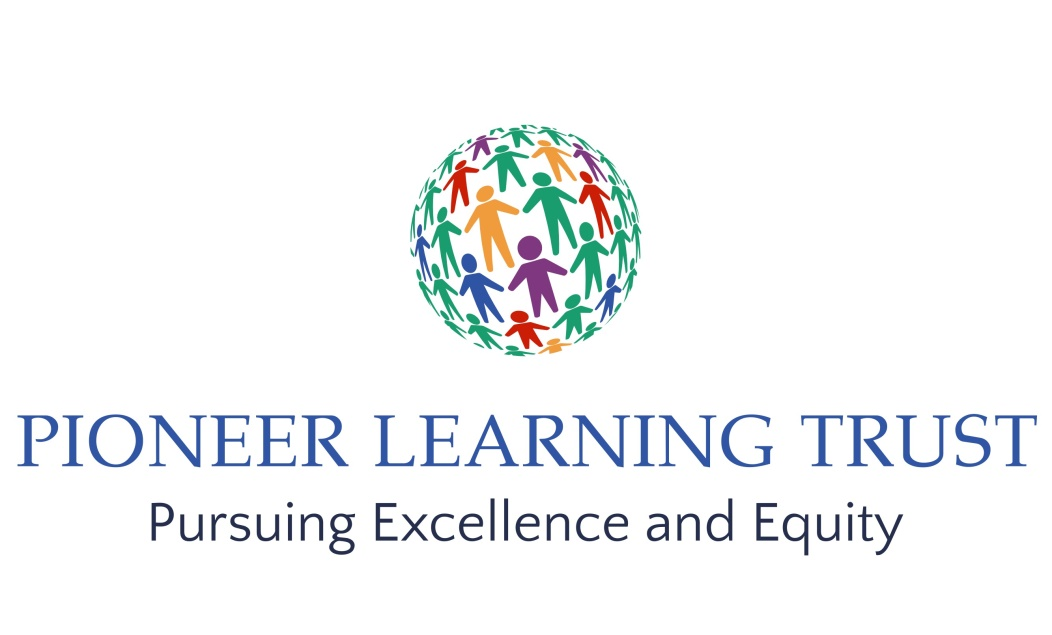 PIONEER LEARNING TRUST
Pursuing Excellence and Equity